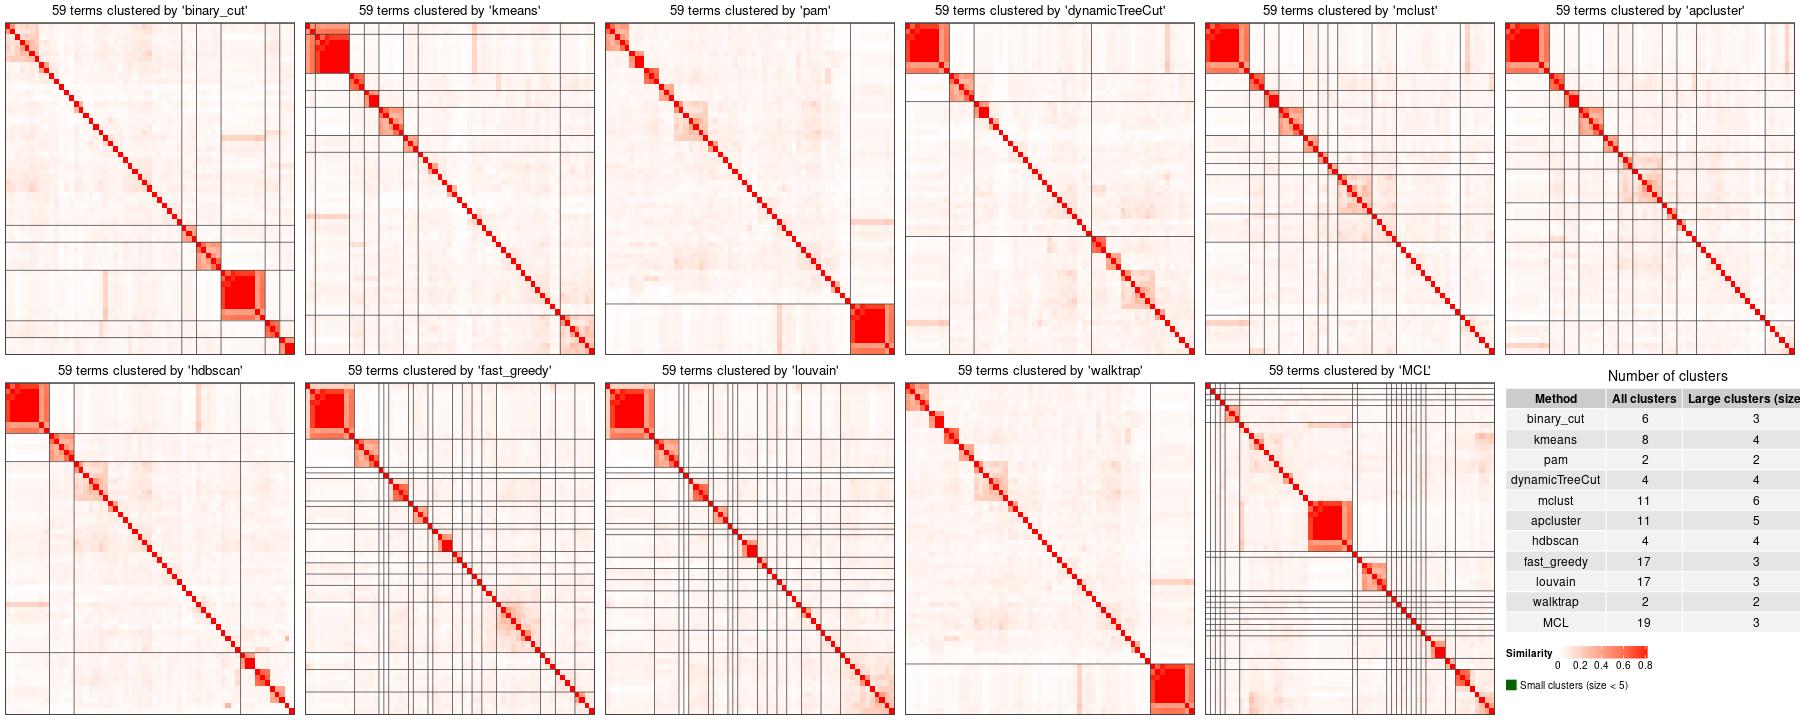 59 terms clustered by 'binary_cut'
59 terms clustered by 'kmeans'
59 terms clustered by 'pam'
59 terms clustered by 'dynamicTreeCut'
59 terms clustered by 'mclust'
59 terms clustered by 'apcluster'
59 terms clustered by 'hdbscan'
59 terms clustered by 'fast_greedy'
59 terms clustered by 'louvain'
59 terms clustered by 'walktrap'
59 terms clustered by 'MCL'
Number of clusters
Method All clusters Large clusters (size
binary_cut 6 3
kmeans 8 4
pam 2 2
dynamicTreeCut 4 4
mclust 11 6
apcluster 11 5
hdbscan 4 4
fast_greedy 17 3
louvain 17 3
walktrap 2 2
MCL 19 3
Similarity
0 0.2 0.4 0.6 0.8
Small clusters (size < 5)